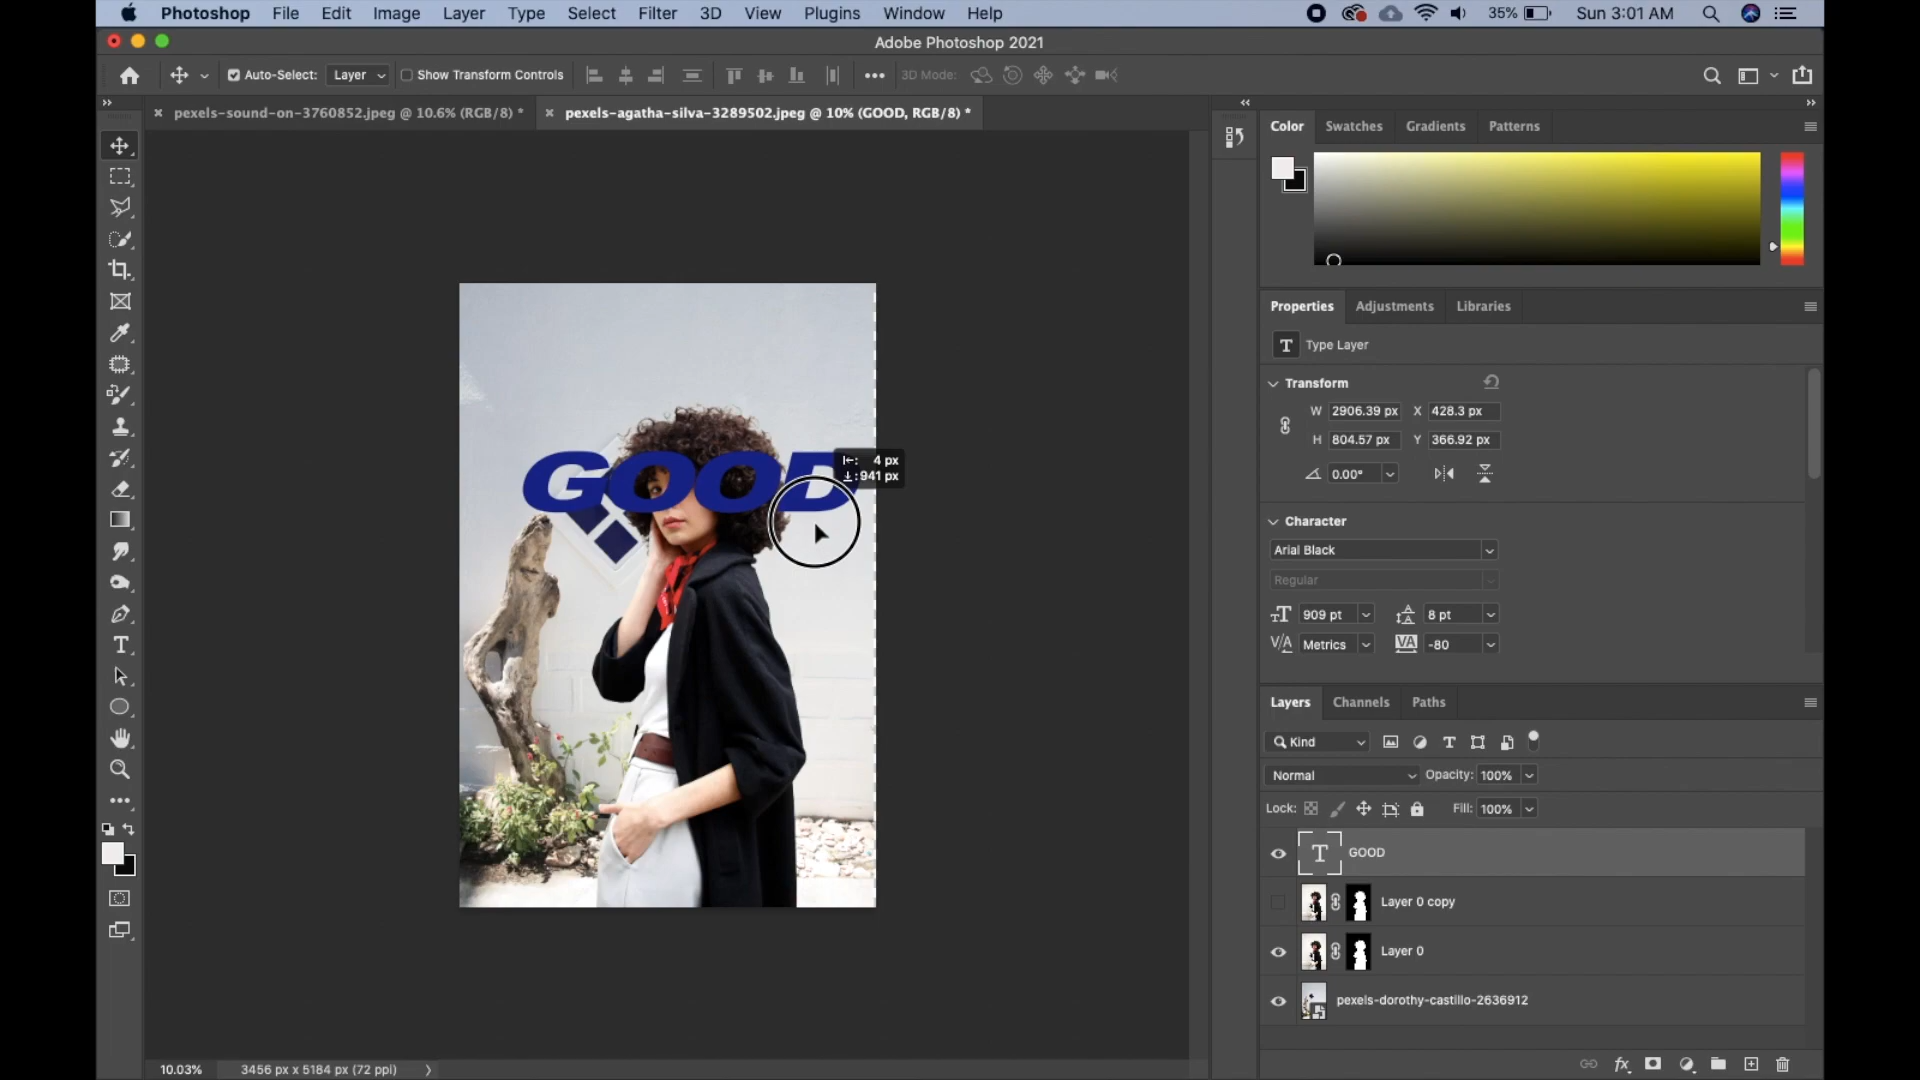 Photoshop File Edit Image Layer Type Select Filter 3D View Plugins Window Help 35% Sun 3:01 AM
Adobe Photoshop 2021
Auto-Select: Layer Show Transform Controls 3D Mode:
pexels-sound-on-3760852.jpeg @ 10.6% (RGB/8) * pexels-agatha-silva-3289502.jpeg @ 10% (GOOD, RGB/8) *
Color Swatches Gradients Patterns
Properties Adjustments Libraries
T Type Layer
Transform
W 2906.39 px X 428.3 px
H 804.57 px Y 366.92 px
0.00°
Character
Arial Black
Regular
909 pt 8 pt
Metrics -80
GOOD
4 px
941 px
Layers Channels Paths
Kind
Normal Opacity: 100%
Lock: Fill: 100%
T GOOD
Layer 0 copy
Layer 0
pexels-dorothy-castillo-2636912
fx
10.03% 3456 px x 5184 px (72 ppi)